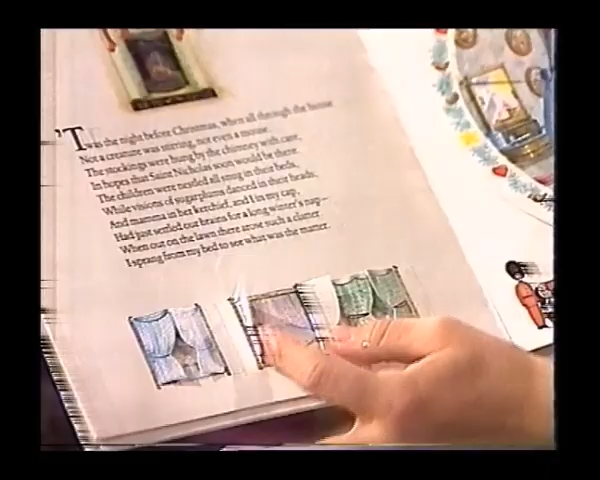 'Twas the night before Christmas, when all through the house
Not a creature was stirring, not even a mouse.
The stockings were hung by the chimney with care,
In hopes that Saint Nicholas soon would be there.
The children were nestled all snug in their beds,
While visions of sugarplums danced in their heads;
And mamma in her kerchief, and I in my cap,
Had just settled our brains for a long winter's nap—
When out on the lawn there arose such a clatter
I sprang from my bed to see what was the matter.